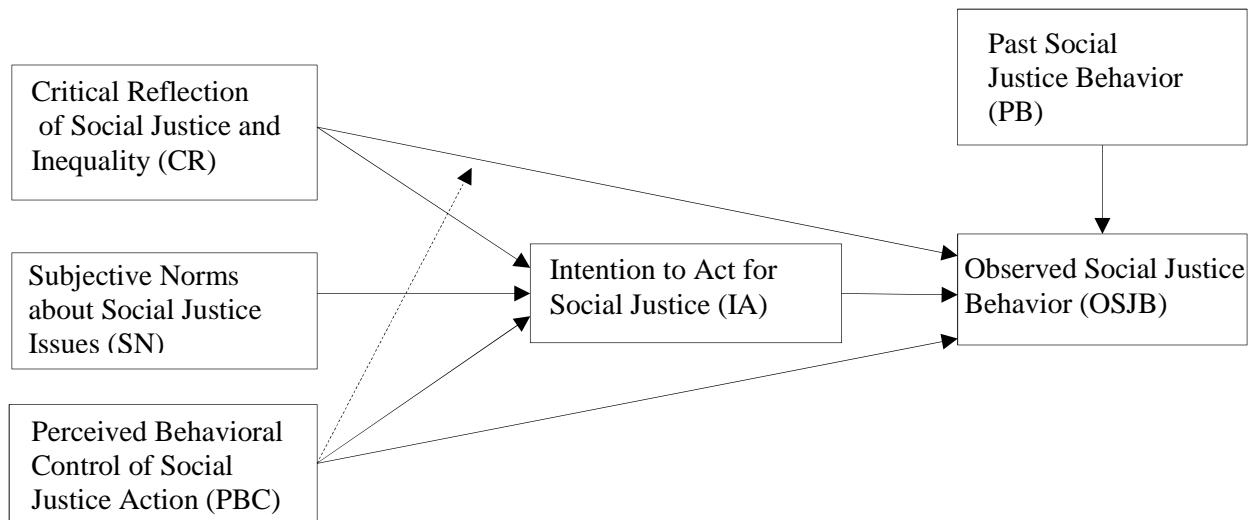 Past Social
Justice Behavior
(PB)
Critical Reflection
of Social Justice and
Inequality (CR)
Subjective Norms
about Social Justice
Issues (SN)
Intention to Act for
Social Justice (IA)
Observed Social Justice
Behavior (OSJB)
Perceived Behavioral
Control of Social
Justice Action (PBC)